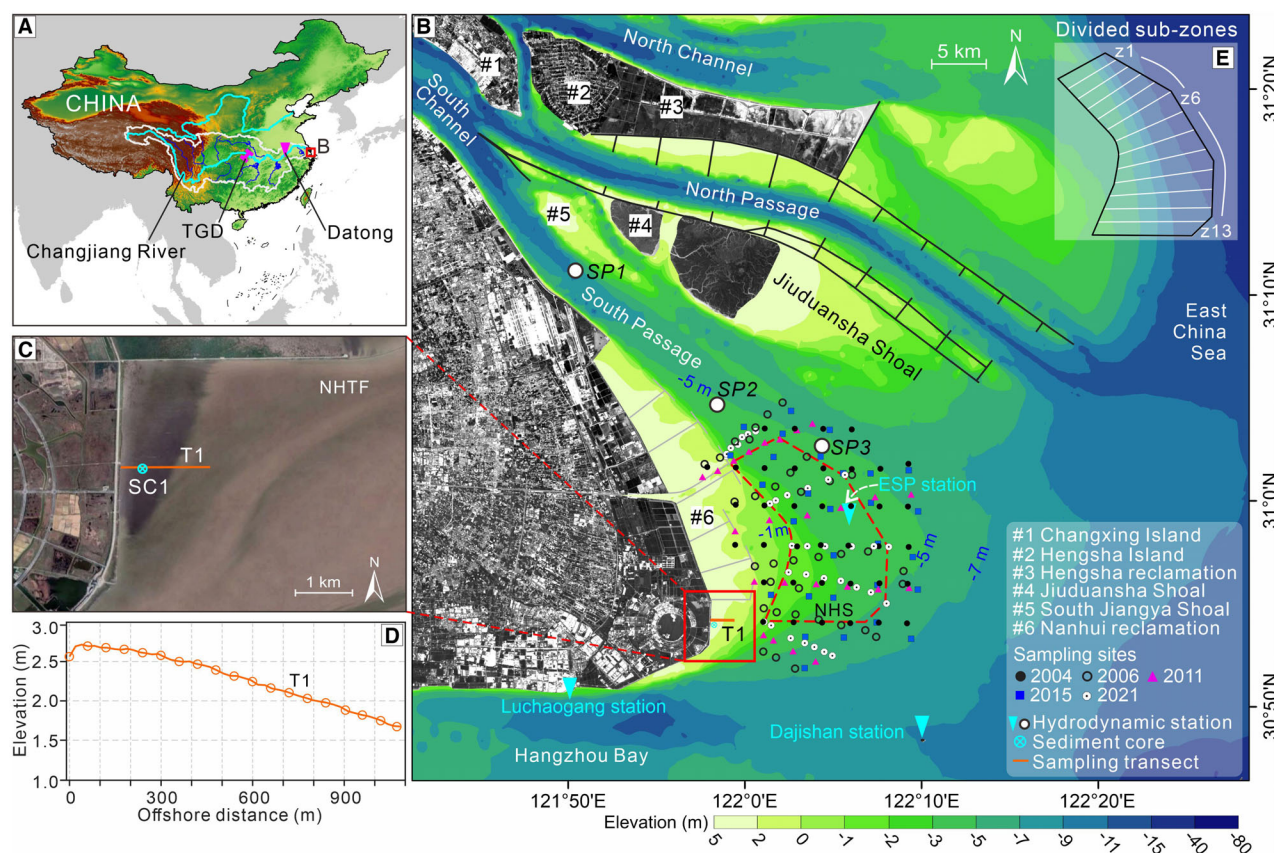 A
CHINA
B
TGD
Changjiang River
Datong
B
North Channel
South Channel
#1
#2
#3
5 km
N
Divided sub-zones
E
z1
z6
z13
North Passage
#5
#4
SP1
South Passage
Jiuduansha Shoal
East
China
Sea
-5 m
SP2
SP3
ESP station
#6
-1m
-5 m
-7 m
NHS
T1
Luchaogang station
Dajishan station
Hangzhou Bay
#1 Changxing Island
#2 Hengsha Island
#3 Hengsha reclamation
#4 Jiuduansha Shoal
#5 South Jiangya Shoal
#6 Nanhui reclamation
Sampling sites
2004 2006 2011
2015 2021
Hydrodynamic station
Sediment core
Sampling transect
31°20'N
31°10'N
31°0'N
30°50'N
121°50'E 122°0'E 122°10'E 122°20'E
Elevation (m)
5 2 0 -1 -2 -3 -5 -7 -9 -11 -15 -40 -80
C
NHTF
T1
SC1
1 km
N
D
T1
Elevation (m)
3.0
2.5
2.0
1.5
1.0
0 300 600 900
Offshore distance (m)